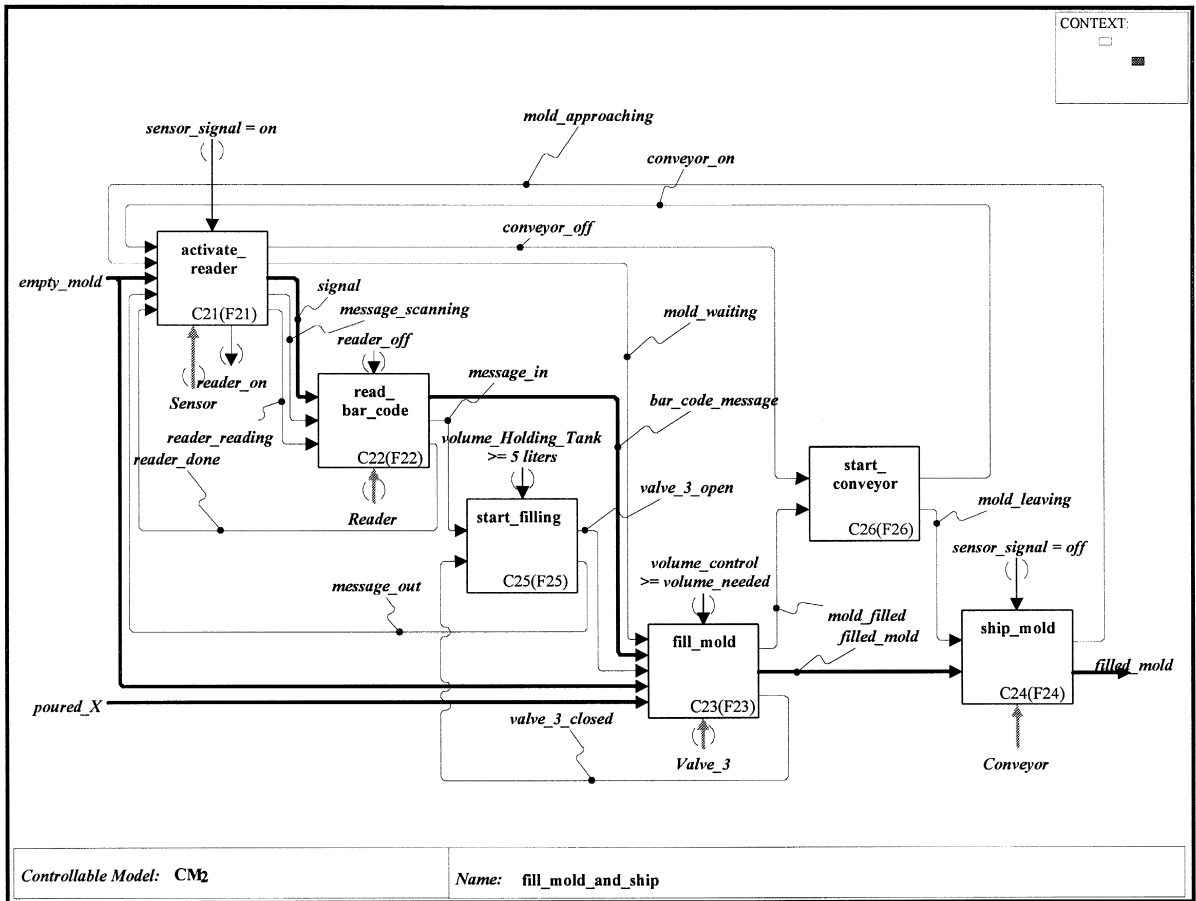 CONTEXT:
mold_approaching
sensor_signal = on
conveyor_on
conveyor_off
activate_
reader
empty_mold
signal
message_scanning
C21(F21)
mold_waiting
reader_off
reader_on
Sensor
message_in
read_
bar_code
bar_code_message
reader_reading
volume_Holding_Tank
>= 5 liters
reader_done
C22(F22)
start_
conveyor
valve_3_open
mold_leaving
Reader
start_filling
C26(F26)
sensor_signal = off
volume_control
>= volume_needed
C25(F25)
message_out
mold_filled
filled_mold
ship_mold
fill_mold
filled_mold
C24(F24)
poured_X
C23(F23)
valve_3_closed
Valve_3
Conveyor
Controllable Model: CM2
Name: fill_mold_and_ship